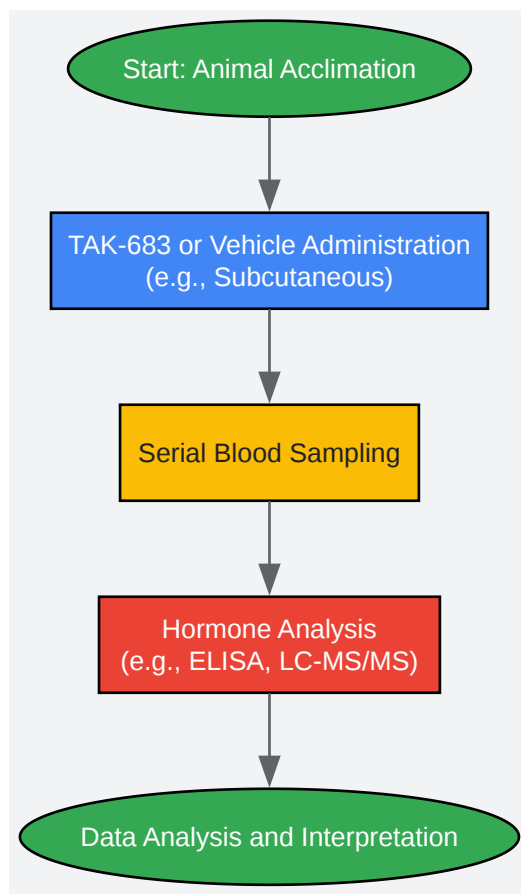 Start: Animal Acclimation
TAK-683 or Vehicle Administration
(e.g., Subcutaneous)
Serial Blood Sampling
Hormone Analysis
(e.g., ELISA, LC-MS/MS)
Data Analysis and Interpretation